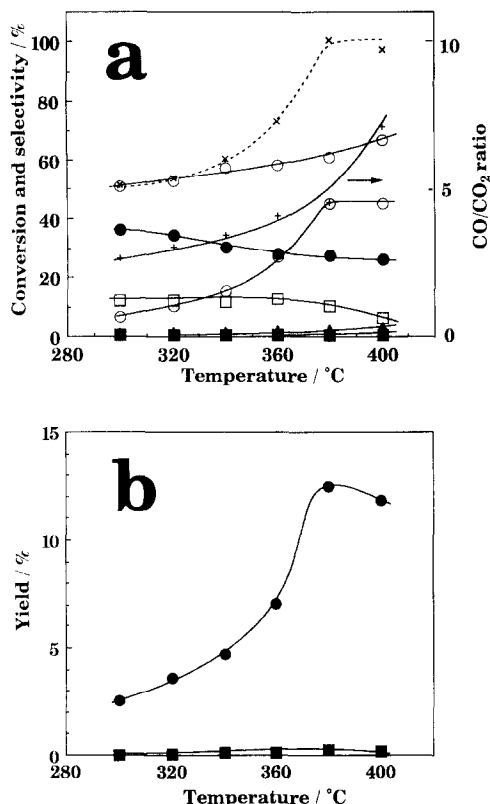 a
Conversion and selectivity / %
100
80
60
40
20
0
10
5
0
CO/CO₂ ratio
280 320 360 400
Temperature / °C
b
Yield / %
15
10
5
0
280 320 360 400
Temperature / °C